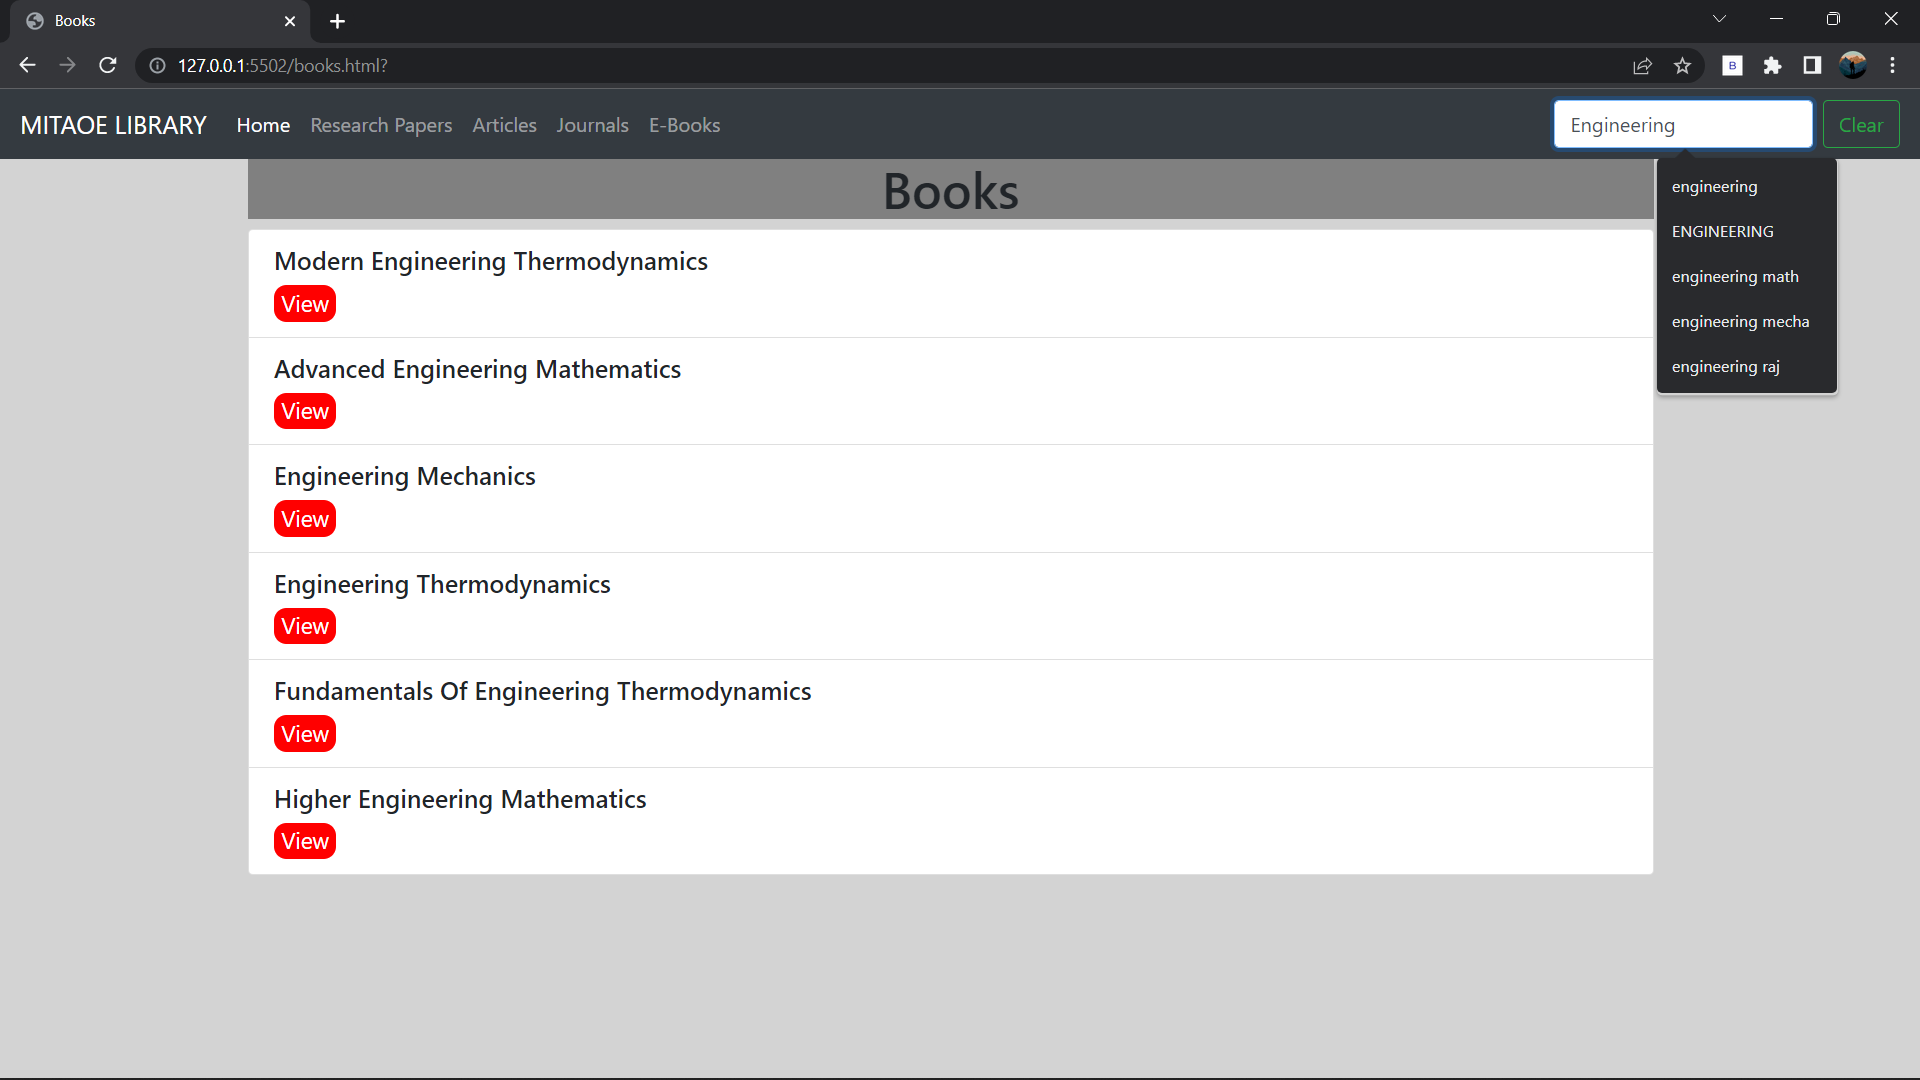 Books
127.0.0.1:5502/books.html?
B
MITAOE LIBRARY Home Research Papers Articles Journals E-Books Engineering Clear
engineering
ENGINEERING
engineering math
engineering mecha
engineering raj
Books
Modern Engineering Thermodynamics
View
Advanced Engineering Mathematics
View
Engineering Mechanics
View
Engineering Thermodynamics
View
Fundamentals Of Engineering Thermodynamics
View
Higher Engineering Mathematics
View